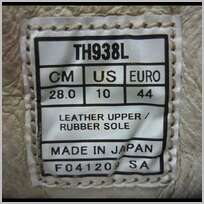 TH938L
CM US EURO
28.0 10 44
LEATHER UPPER /
RUBBER SOLE
MADE IN JAPAN
F04120 SA